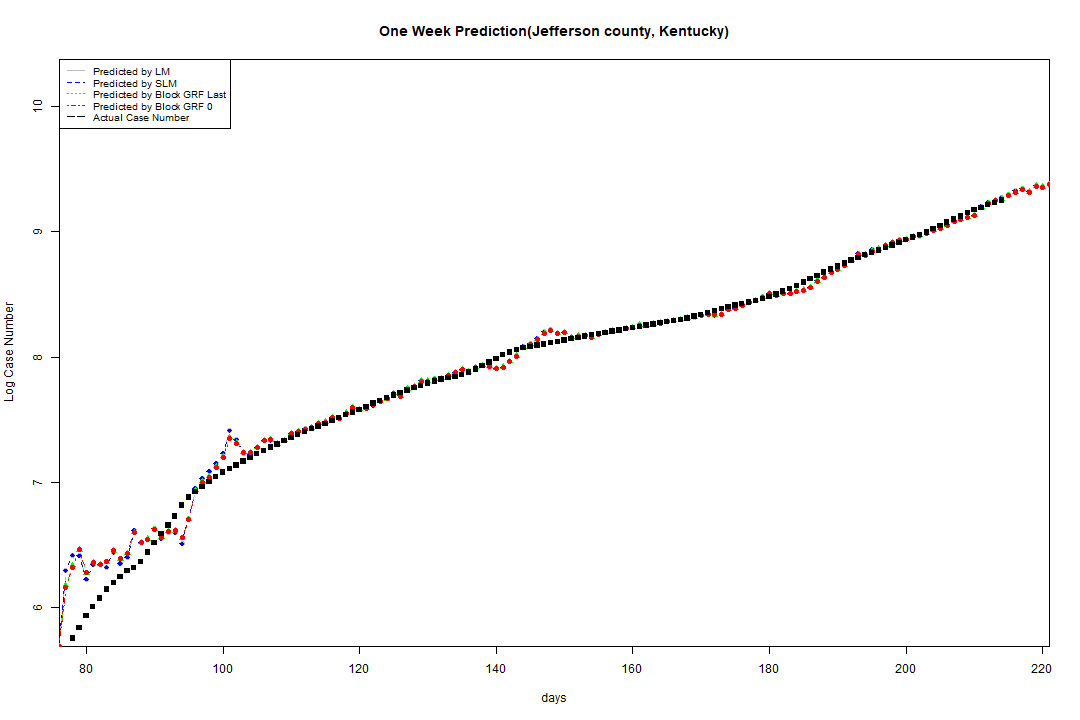 One Week Prediction(Jefferson county, Kentucky)
Predicted by LM
Predicted by SLM
Predicted by Block GRF Last
Predicted by Block GRF 0
Actual Case Number
10
9
8
7
6
Log Case Number
80 100 120 140 160 180 200 220
days